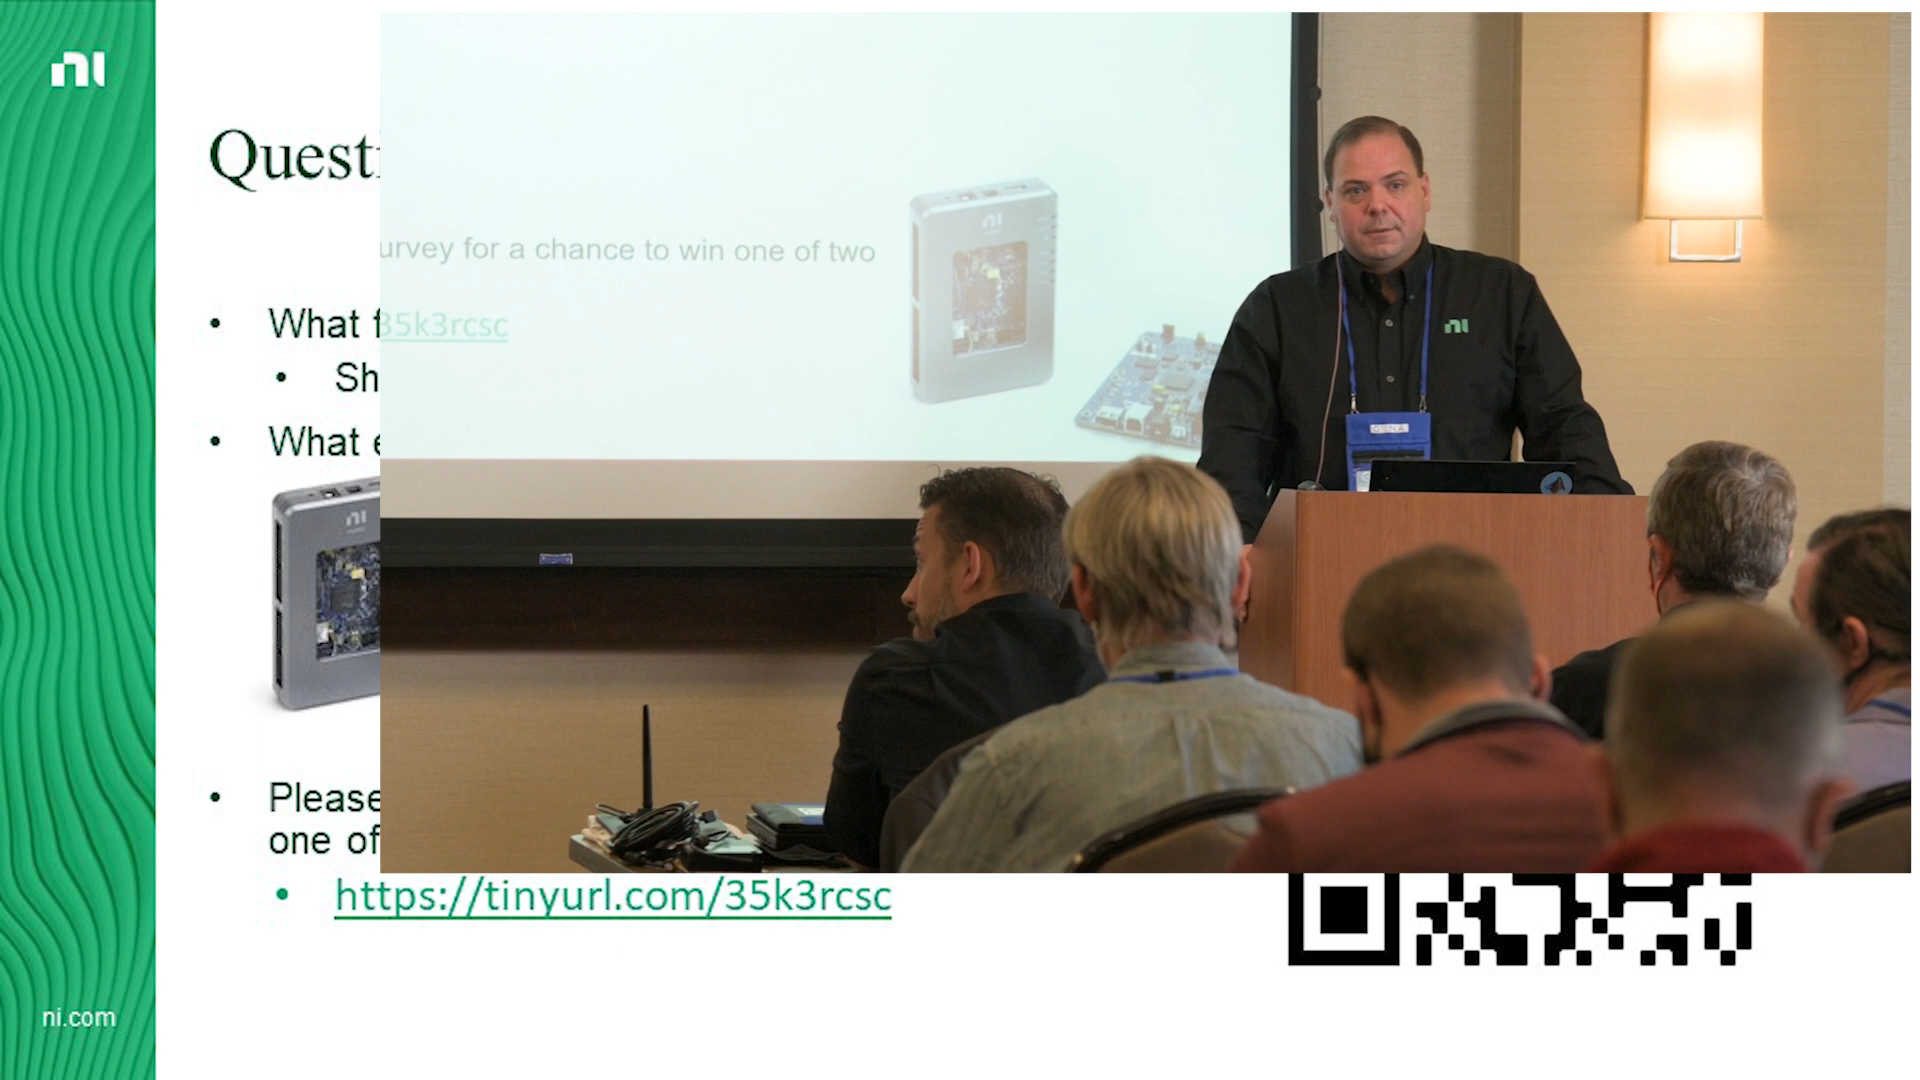 ni
Questi
urvey for a chance to win one of two
• What f
35k3rcsc
• Sh
ni
• What e
ni
ni
• Please
one of
• https://tinyurl.com/35k3rcsc
ni.com